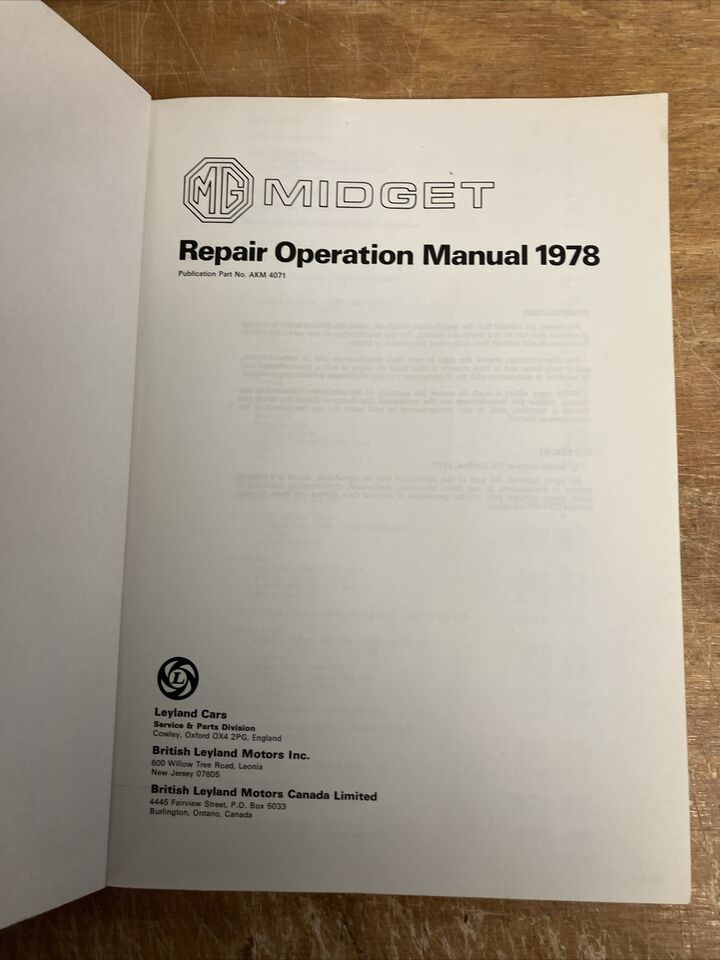 MG MIDGET
Repair Operation Manual 1978
Publication Part No. AKM 4071
L
Leyland Cars
Service & Parts Division
Cowley, Oxford OX4 2PG, England
British Leyland Motors Inc.
600 Willow Tree Road, Leonia
New Jersey 07605
British Leyland Motors Canada Limited
4445 Fairview Street, P.O. Box 5033
Burlington, Ontario, Canada